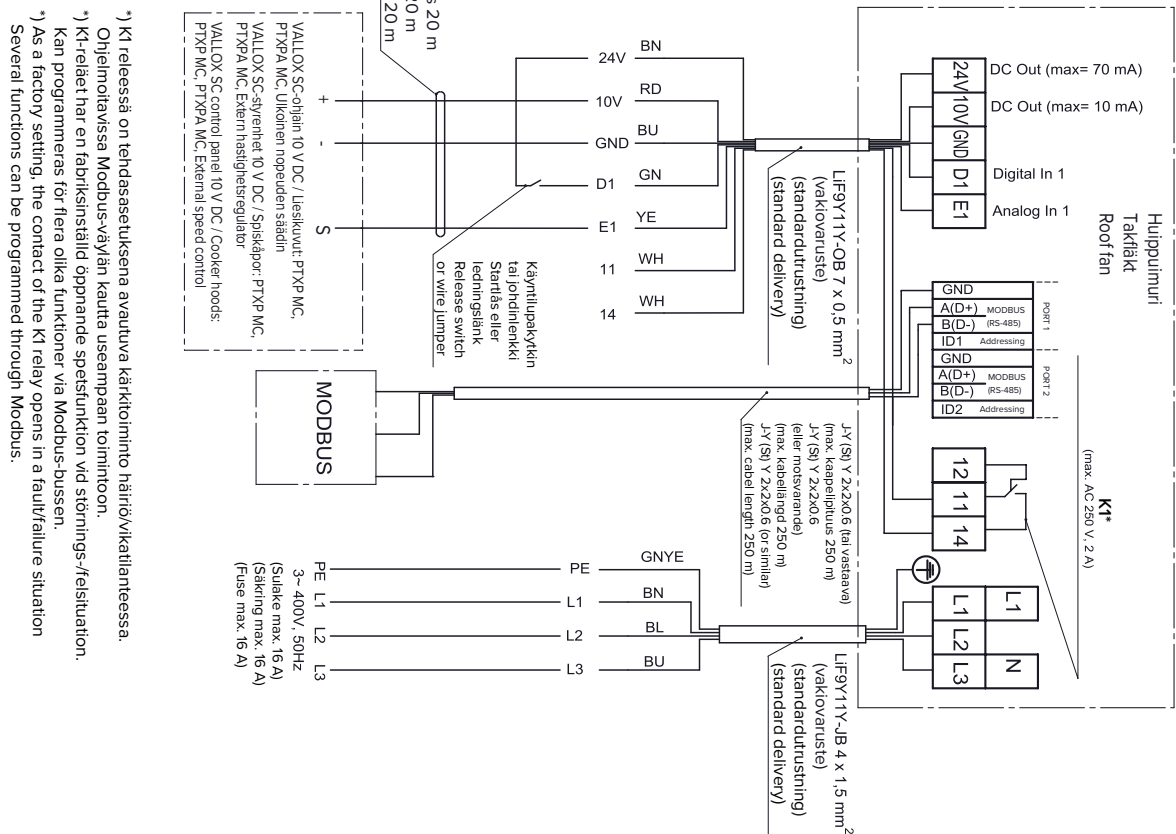 Huippuimuri
Takfläkt
Roof fan
24V
10V
GND
D1
E1
DC Out (max= 70 mA)
DC Out (max= 10 mA)
Digital In 1
Analog In 1
GND
A(D+)
B(D-)
MODBUS
(RS-485)
ID1 Addressing
PORT 1
GND
A(D+)
B(D-)
MODBUS
(RS-485)
ID2 Addressing
PORT 2
K1*
(max. AC 250 V, 2 A)
12
11
14
L1
N
L1
L2
L3
LiF9Y11Y-OB 7 x 0,5 mm²
(vakiovaruste)
(standardutrustning)
(standard delivery)
J-Y (St) Y 2x2x0.6 (tai vastaava)
(max. kaapelipituus 250 m)
J-Y (St) Y 2x2x0.6
(eller motsvarande)
(max. kabellängd 250 m)
J-Y (St) Y 2x2x0.6 (or similar)
(max. cable length 250 m)
LiF9Y11Y-JB 4 x 1,5 mm²
(vakiovaruste)
(standardutrustning)
(standard delivery)
24V BN
10V RD
GND BU
D1 GN
E1 YE
11 WH
14 WH
Käyntilupakytkin
tai johdinlenkki
Startlås eller
ledningslänk
Release switch
or wire jumper
MODBUS
PE GNYE
L1 BN
L2 BL
L3 BU
PE L1 L2 L3
3~ 400V, 50Hz
(Sulake max. 16 A)
(Säkring max. 16 A)
(Fuse max. 16 A)
s 20 m
20 m
20 m
+ - S
VALLOX SC-ohjain 10 V DC / Liesikuvut: PTXP MC,
PTXPA MC, Ulkoinen nopeuden säädin
VALLOX SC-styrenhet 10 V DC / Spiskåpor: PTXP MC,
PTXPA MC, Extern hastighetsregulator
VALLOX SC control panel 10 V DC / Cooker hoods:
PTXP MC, PTXPA MC, External speed control
*) K1 releessä on tehdasasetuksena avautuva kärkitoiminto häiriö/vikatilanteessa.
Ohjelmoitavissa Modbus-väylän kautta useampaan toimintoon.
*) K1-reläet har en fabriksinställd öppnande spetsfunktion vid störnings-/felsituation.
Kan programmeras för flera olika funktioner via Modbus-bussen.
*) As a factory setting, the contact of the K1 relay opens in a fault/failure situation
Several functions can be programmed through Modbus.